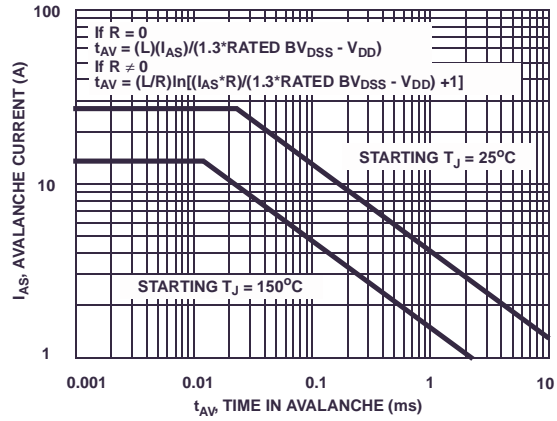 100
If R = 0
tAV = (L)(IAS)/(1.3*RATED BVDSS - VDD)
If R ≠ 0
tAV = (L/R)ln[(IAS*R)/(1.3*RATED BVDSS - VDD) +1]
STARTING TJ = 25oC
10
IAS, AVALANCHE CURRENT (A)
STARTING TJ = 150oC
1
0.001
0.01
0.1
1
10
tAV, TIME IN AVALANCHE (ms)